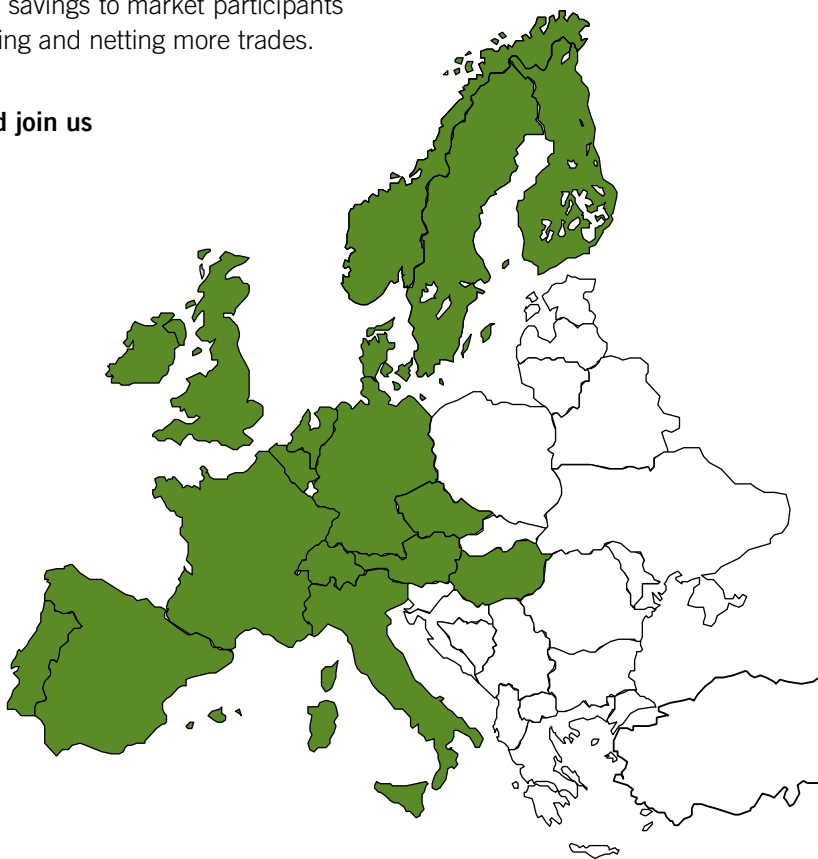 savings to market participants
ing and netting more trades.
join us